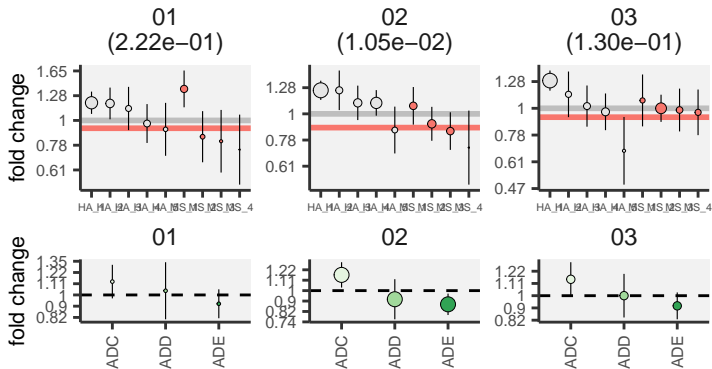 01
(2.22e−01)
fold change
1.65
1.28
1
0.78
0.61
02
(1.05e−02)
1.28
1
0.78
0.61
03
(1.30e−01)
1.28
1
0.78
0.61
0.47
01
fold change
1.35
1.22
1.11
1
0.9
0.82
ADC
ADD
ADE
02
1.22
1.11
1
0.9
0.82
0.74
ADC
ADD
ADE
03
1.22
1.11
1
0.9
0.82
ADC
ADD
ADE